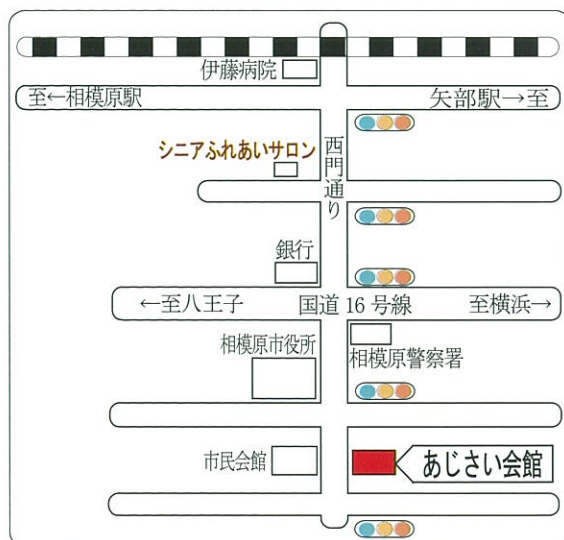 伊藤病院
至←相模原駅
矢部駅→至
シニアふれあいサロン
西門通り
銀行
←至八王子
国道16号線
至横浜→
相模原市役所
相模原警察署
市民会館
あじさい会館